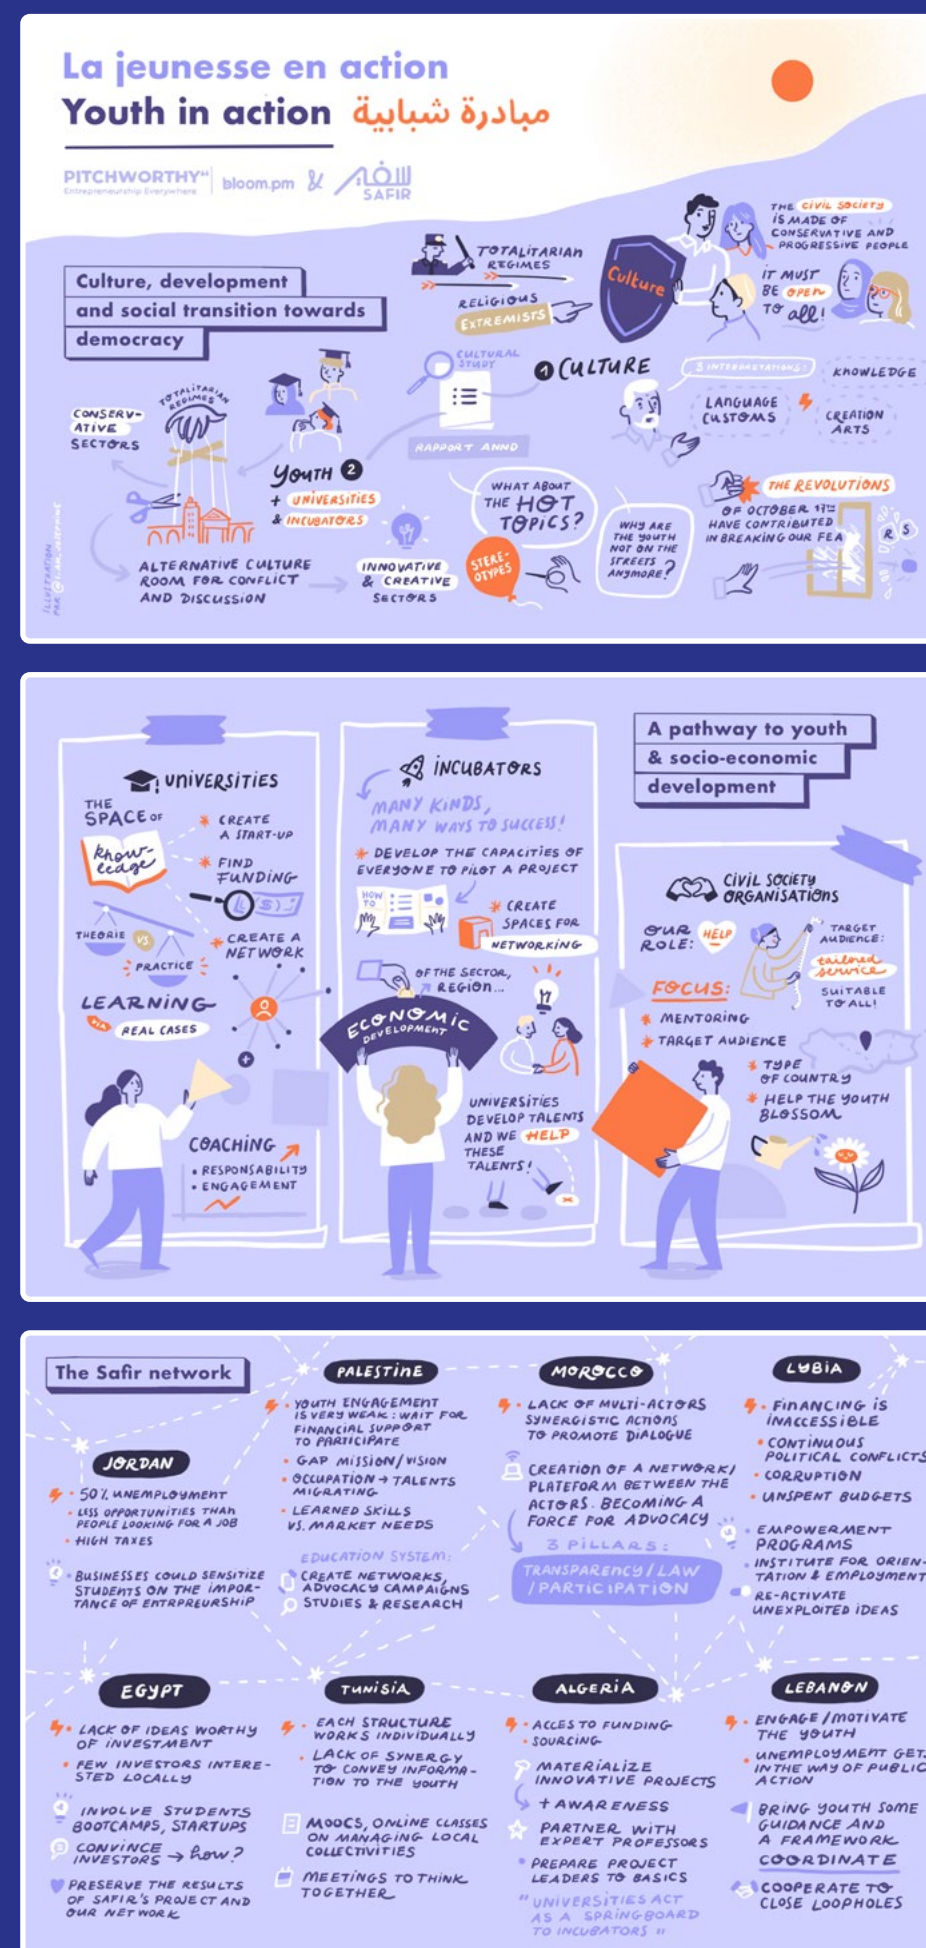 La jeunesse en action
Youth in action مبادرة شبابية
PITCHWORTHY
Entrepreneurship Everywhere
bloom.pm & سفير
SAFIR
Culture, development
and social transition towards
democracy
TOTALITARIAN
REGIMES
RELIGIOUS
EXTREMISTS
Culture
THE CIVIL SOCIETY
IS MADE OF
CONSERVATIVE AND
PROGRESSIVE PEOPLE
IT MUST
BE OPEN
TO all!
CULTURAL
STUDY
1 CULTURE
3 INTERPRETATIONS:
KNOWLEDGE
LANGUAGE
CUSTOMS
CREATION
ARTS
RAPPORT ANND
TOTALITARIAN
REGIMES
CONSERV-
ATIVE
SECTORS
YOUTH 2
+ UNIVERSITIES
& INCUBATORS
ALTERNATIVE CULTURE
ROOM FOR CONFLICT
AND DISCUSSION
INNOVATIVE
& CREATIVE
SECTORS
WHAT ABOUT
THE HOT
TOPICS?
STERE-
OTYPES
WHY ARE
THE YOUTH
NOT ON THE
STREETS
ANYMORE?
THE REVOLUTIONS
OF OCTOBER 17TH
HAVE CONTRIBUTED
IN BREAKING OUR FEA
R S
ILLUSTRATION
A pathway to youth
& socio-economic
development
UNIVERSITIES
THE
SPACE OF
know-
ledge
* CREATE
A START-UP
* FIND
FUNDING
$
* CREATE A
NETWORK
THEORIE VS. PRACTICE
LEARNING
VIA REAL CASES
COACHING
• RESPONSABILITY
• ENGAGEMENT
INCUBATORS
MANY KINDS,
MANY WAYS TO SUCCESS!
* DEVELOP THE CAPACITIES OF
EVERYONE TO PILOT A PROJECT
HOW
TO
* CREATE
SPACES FOR
NETWORKING
OF THE SECTOR,
REGION...
ECONOMIC
DEVELOPMENT
UNIVERSITIES
DEVELOP TALENTS
AND WE HELP
THESE
TALENTS!
CIVIL SOCIETY
ORGANISATIONS
OUR
ROLE: HELP
TARGET
AUDIENCE:
tailored
service
SUITABLE
TO ALL!
FOCUS:
* MENTORING
* TARGET AUDIENCE
* TYPE
OF COUNTRY
* HELP THE YOUTH
BLOSSOM
The Safir network
JORDAN
• 50% UNEMPLOYMENT
• LESS OPPORTUNITIES THAN
PEOPLE LOOKING FOR A JOB
• HIGH TAXES
• BUSINESSES COULD SENSITIZE
STUDENTS ON THE IMPOR-
TANCE OF ENTRPREURSHIP
PALESTINE
• YOUTH ENGAGEMENT
IS VERY WEAK: WAIT FOR
FINANCIAL SUPPORT
TO PARTICIPATE
• GAP MISSION/VISION
• OCCUPATION → TALENTS
MIGRATING
• LEARNED SKILLS
VS. MARKET NEEDS
EDUCATION SYSTEM:
CREATE NETWORKS,
ADVOCACY CAMPAIGNS
STUDIES & RESEARCH
MOROCCO
• LACK OF MULTI-ACTORS
SYNERGISTIC ACTIONS
TO PROMOTE DIALOGUE
CREATION OF A NETWORK/
PLATEFORM BETWEEN THE
ACTORS. BECOMING A
FORCE FOR ADVOCACY
3 PILLARS:
TRANSPARENCY/LAW
/PARTICIPATION
LYBIA
• FINANCING IS
INACCESSIBLE
• CONTINUOUS
POLITICAL CONFLICTS
• CORRUPTION
• UNSPENT BUDGETS
• EMPOWERMENT
PROGRAMS
• INSTITUTE FOR ORIEN-
TATION & EMPLOYMENT
RE-ACTIVATE
UNEXPLOITED IDEAS
EGYPT
• LACK OF IDEAS WORTHY
OF INVESTMENT
• FEW INVESTORS INTERE-
STED LOCALLY
INVOLVE STUDENTS
BOOTCAMPS, STARTUPS
CONVINCE
INVESTORS → how?
PRESERVE THE RESULTS
OF SAFIR'S PROJECT AND
OUR NETWORK
TUNISIA
• EACH STRUCTURE
WORKS INDIVIDUALLY
• LACK OF SYNERGY
TO CONVEY INFORMA-
TION TO THE YOUTH
MOOCS, ONLINE CLASSES
ON MANAGING LOCAL
COLLECTIVITIES
MEETINGS TO THINK
TOGETHER
ALGERIA
• ACCES TO FUNDING
• SOURCING
MATERIALIZE
INNOVATIVE PROJECTS
+ AWARENESS
PARTNER WITH
EXPERT PROFESSORS
• PREPARE PROJECT
LEADERS TO BASICS
"UNIVERSITIES ACT
AS A SPRINGBOARD
TO INCUBATORS"
LEBANON
• ENGAGE/MOTIVATE
THE YOUTH
• UNEMPLOYMENT GET
IN THE WAY OF PUBLIC
ACTION
BRING YOUTH SOME
GUIDANCE AND
A FRAMEWORK
COORDINATE
COOPERATE TO
CLOSE LOOPHOLES